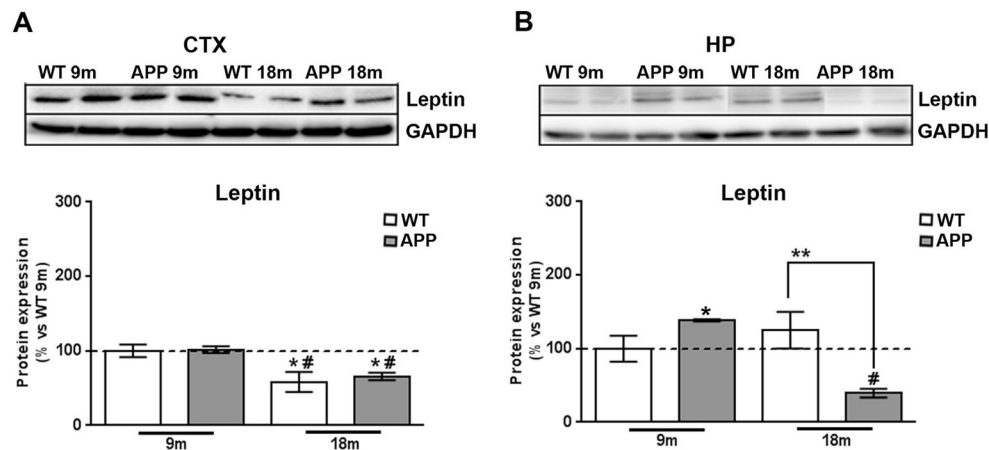 A
CTX
WT 9m APP 9m WT 18m APP 18m
Leptin
GAPDH
Leptin
WT
APP
Protein expression
(% vs WT 9m)
300
200
100
0
*# *#
9m 18m
B
HP
WT 9m APP 9m WT 18m APP 18m
Leptin
GAPDH
Leptin
WT
APP
Protein expression
(% vs WT 9m)
300
200
100
0
*
**
#
9m 18m